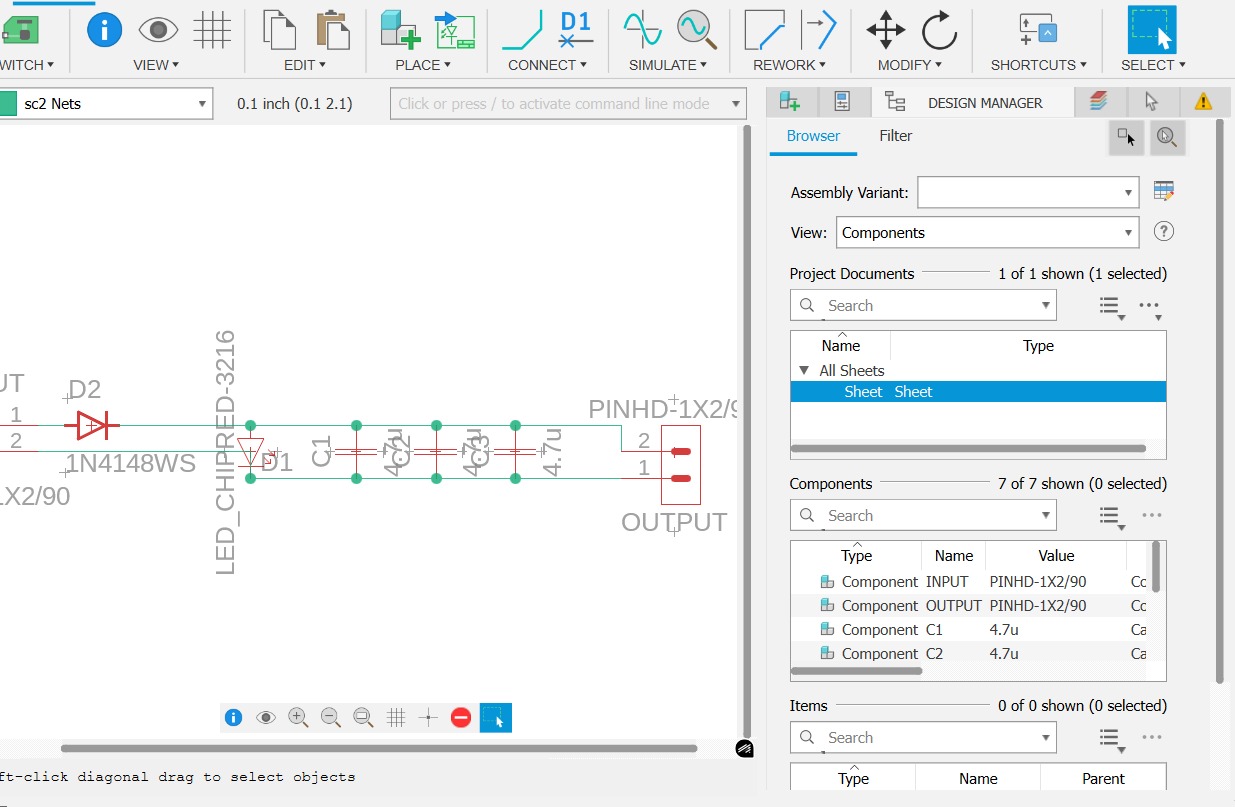 D1
WITCH
VIEW
EDIT
PLACE
CONNECT
SIMULATE
REWORK
MODIFY
SHORTCUTS
SELECT
sc2 Nets
0.1 inch (0.1 2.1)
Click or press / to activate command line mode
DESIGN MANAGER
Browser
Filter
Assembly Variant:
View: Components
Project Documents 1 of 1 shown (1 selected)
Search
Name Type
All Sheets
Sheet Sheet
Components 7 of 7 shown (0 selected)
Search
Type Name Value
Component INPUT PINHD-1X2/90 Co
Component OUTPUT PINHD-1X2/90 Co
Component C1 4.7u Ca
Component C2 4.7u Ca
Items 0 of 0 shown (0 selected)
Search
Type Name Parent
UT
1
2
1X2/90
D2
1N4148WS
LED_CHIPRED-3216
D1
C1
4.7u
C2
4.7u
C3
4.7u
PINHD-1X2/9
2
1
OUTPUT
ft-click diagonal drag to select objects